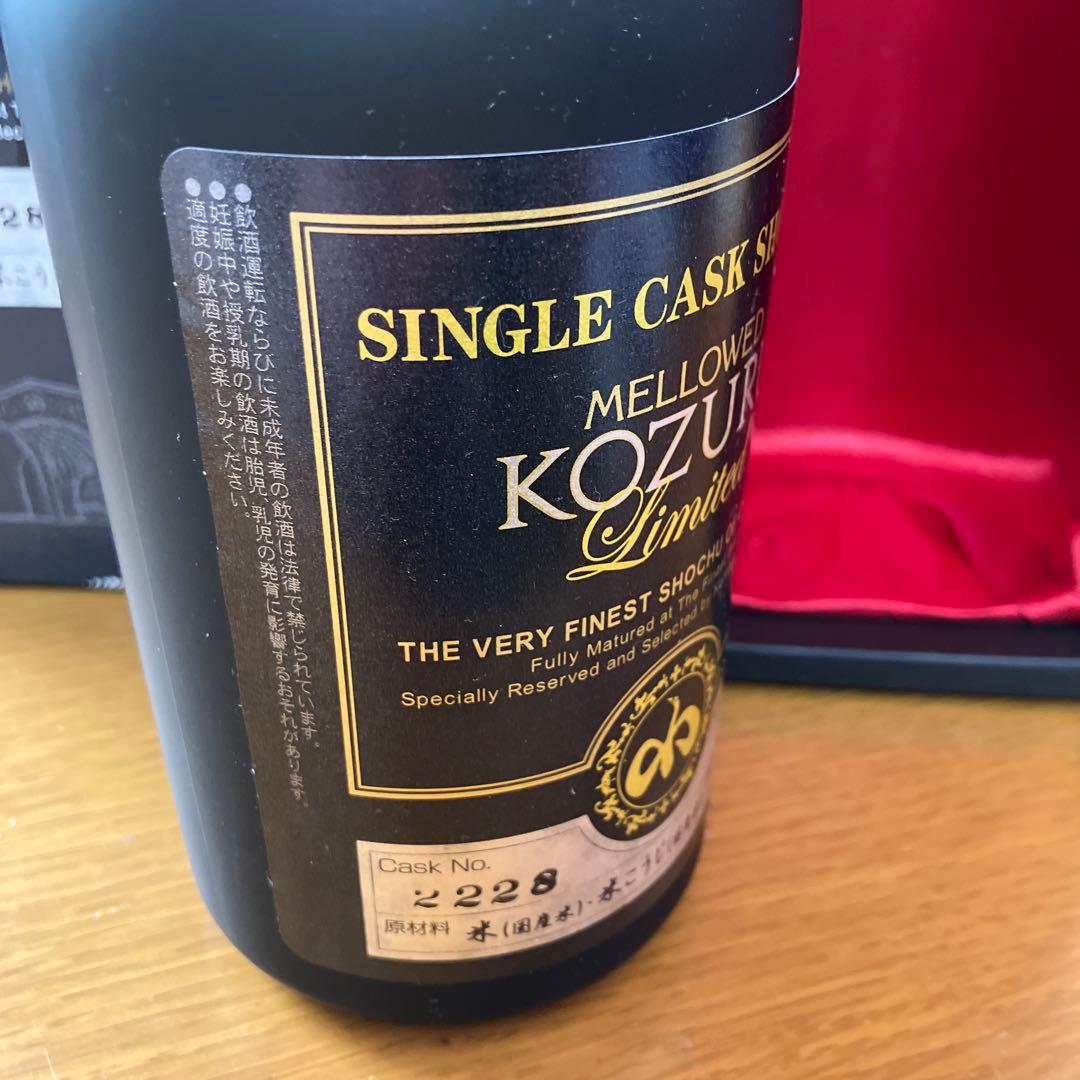 ●飲酒運転ならびに未成年者の飲酒は法律で禁じられています。
●妊娠中や授乳期の飲酒は胎児・乳児の発育に影響するおそれがあります。
●適度の飲酒をお楽しみください。
SINGLE CASK
MELLOWED
KOZUR
Limited
THE VERY FINEST SHOCHU
Fully Matured at The
Specially Reserved and Selected by
Cask No.
2228
原材料 米(国産米)・米こうじ
28
こう